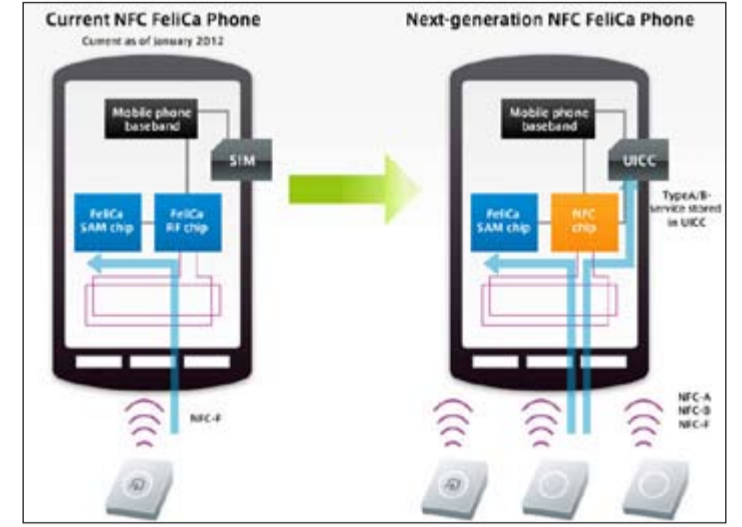 Current NFC FeliCa Phone
Current as of January 2012
Mobile phone
baseband
SIM
FeliCa
SAM chip
FeliCa
RF chip
NFC-F
Next-generation NFC FeliCa Phone
Mobile phone
baseband
UICC
TypeA/B-
service stored
in UICC
FeliCa
SAM chip
NFC
chip
NFC-A
NFC-B
NFC-F